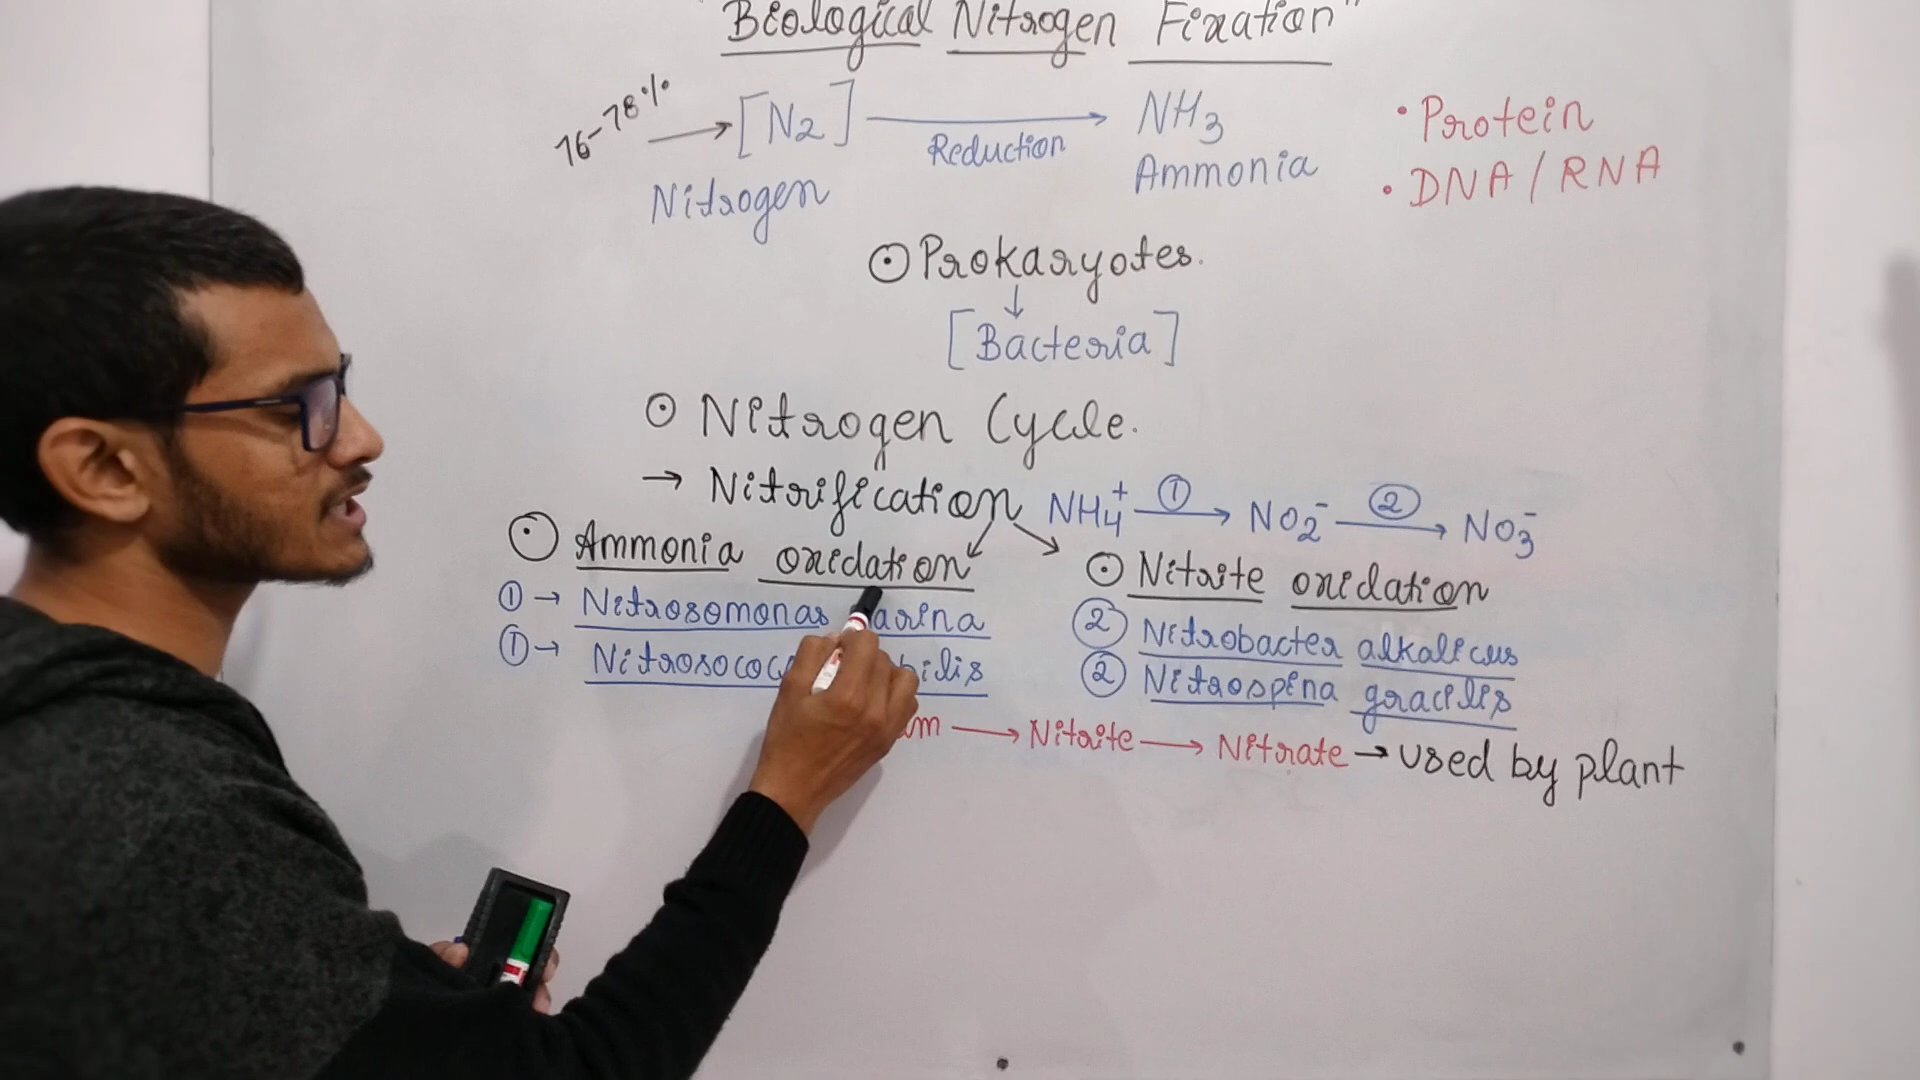 "Biological Nitrogen Fixation"
76-78% → [N2] → NH3
Reduction
Nitrogen
Ammonia
• Protein
• DNA / RNA
⊙ Prokaryotes.
↓
[Bacteria]
⊙ Nitrogen Cycle.
→ Nitrification
NH4+ ① → NO2- ② → NO3-
⊙ Ammonia oxidation
① → Nitrosomonas
① →
⊙ Nitrite oxidation
② Nitrobacter alkalicus
② Nitrospina gracilis
→ Nitrite → Nitrate → used by plant